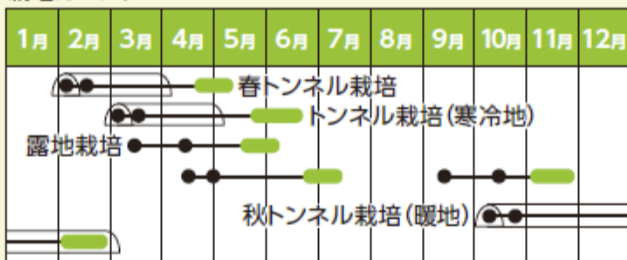 1月 2月 3月 4月 5月 6月 7月 8月 9月 10月 11月 12月
春トンネル栽培
トンネル栽培(寒冷地)
露地栽培
秋トンネル栽培(暖地)